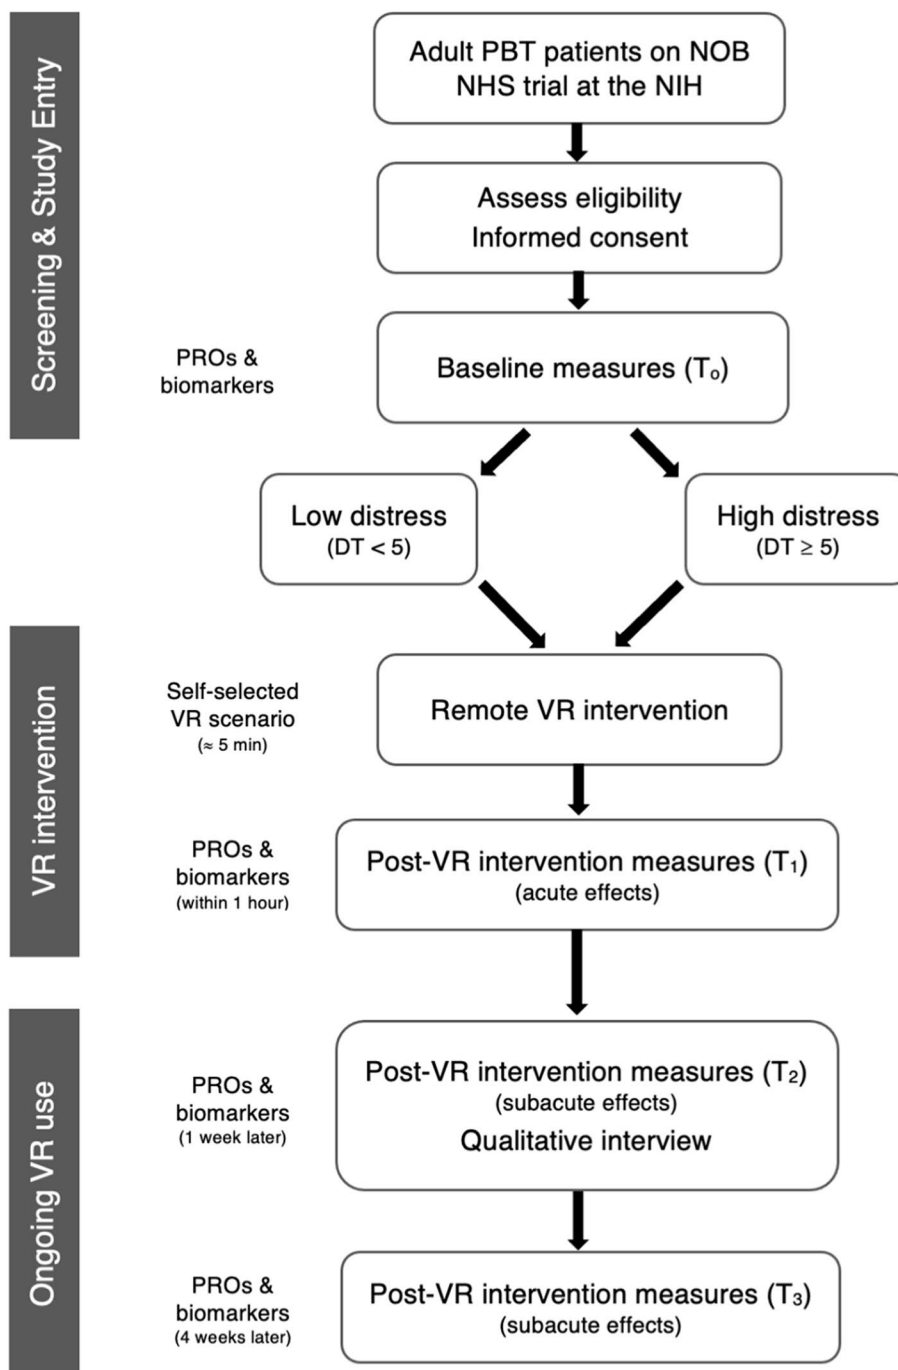 Screening & Study Entry
Adult PBT patients on NOB
NHS trial at the NIH
Assess eligibility
Informed consent
PROs &
biomarkers
Baseline measures (T₀)
Low distress
(DT < 5)
High distress
(DT ≥ 5)
VR intervention
Self-selected
VR scenario
(≈ 5 min)
Remote VR intervention
PROs &
biomarkers
(within 1 hour)
Post-VR intervention measures (T₁)
(acute effects)
Ongoing VR use
PROs &
biomarkers
(1 week later)
Post-VR intervention measures (T₂)
(subacute effects)
Qualitative interview
PROs &
biomarkers
(4 weeks later)
Post-VR intervention measures (T₃)
(subacute effects)